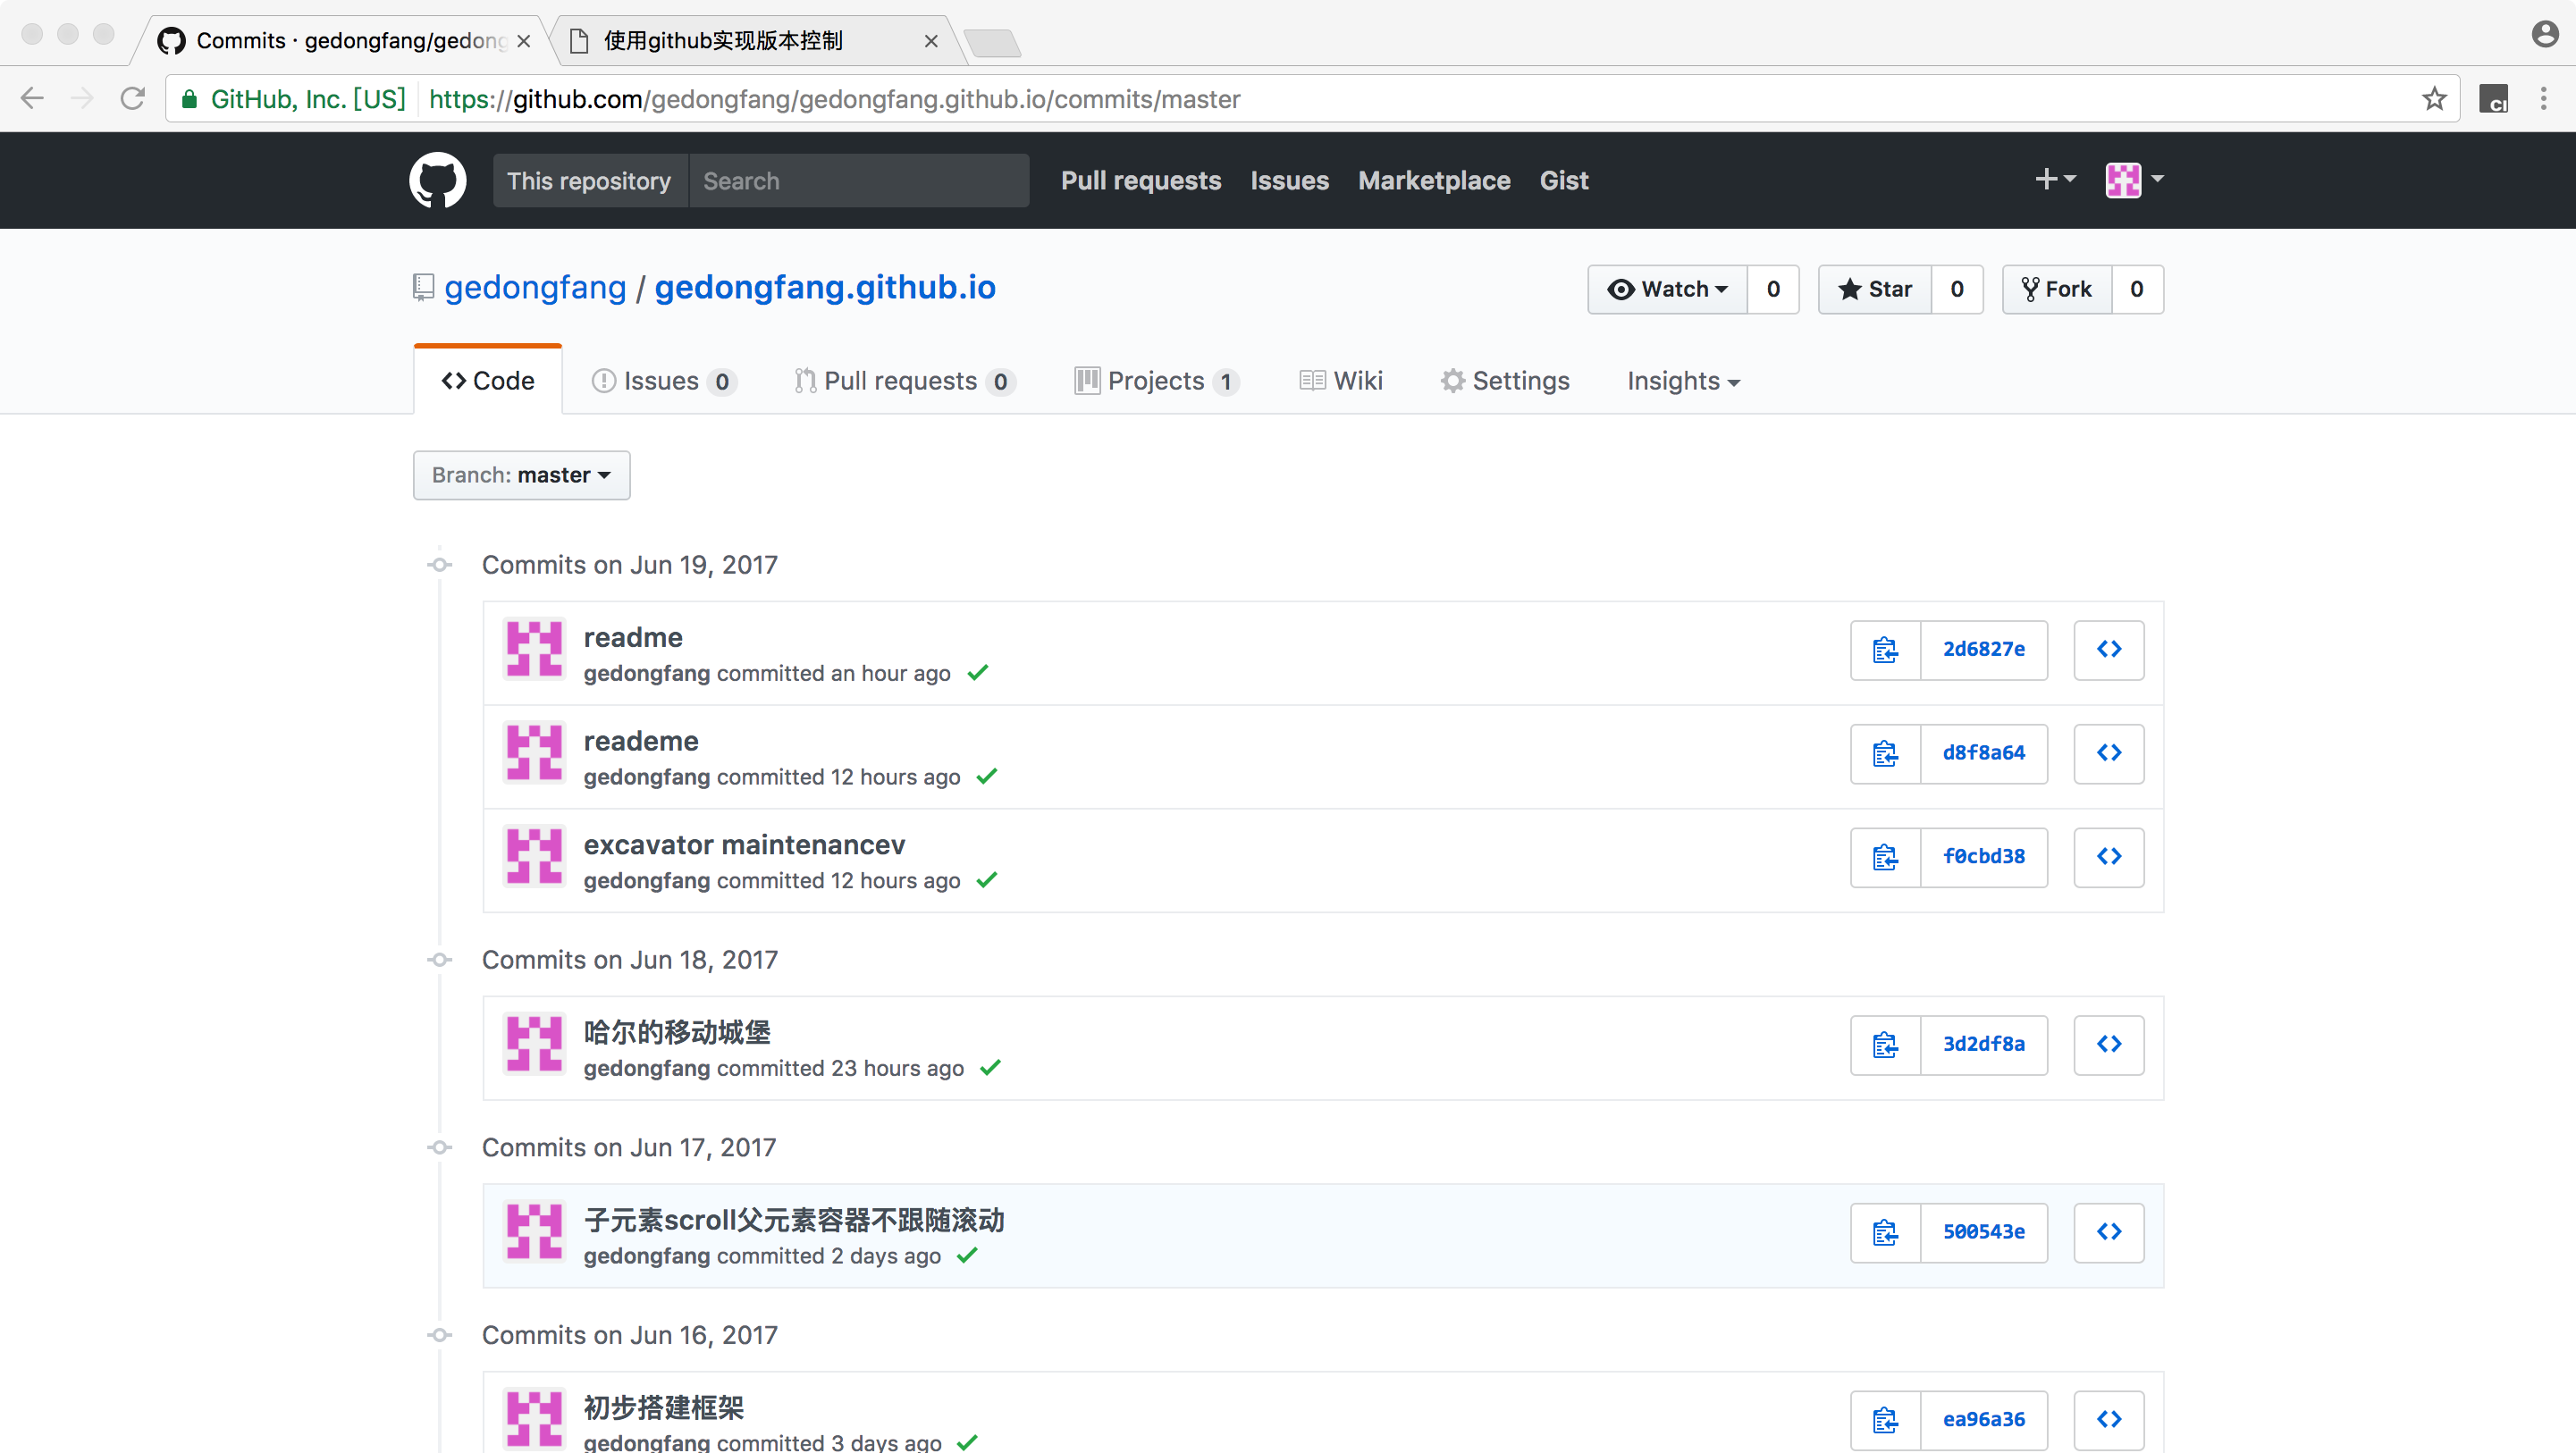 Commits · gedongfang/gedong
使用github实现版本控制
GitHub, Inc. [US] https://github.com/gedongfang/gedongfang.github.io/commits/master
This repository Search Pull requests Issues Marketplace Gist
gedongfang / gedongfang.github.io
Watch 0 Star 0 Fork 0
Code Issues 0 Pull requests 0 Projects 1 Wiki Settings Insights
Branch: master
Commits on Jun 19, 2017
readme
gedongfang committed an hour ago
2d6827e
reademe
gedongfang committed 12 hours ago
d8f8a64
excavator maintenancev
gedongfang committed 12 hours ago
f0cbd38
Commits on Jun 18, 2017
哈尔的移动城堡
gedongfang committed 23 hours ago
3d2df8a
Commits on Jun 17, 2017
子元素scroll父元素容器不跟随滚动
gedongfang committed 2 days ago
500543e
Commits on Jun 16, 2017
初步搭建框架
gedongfang committed 3 days ago
ea96a36